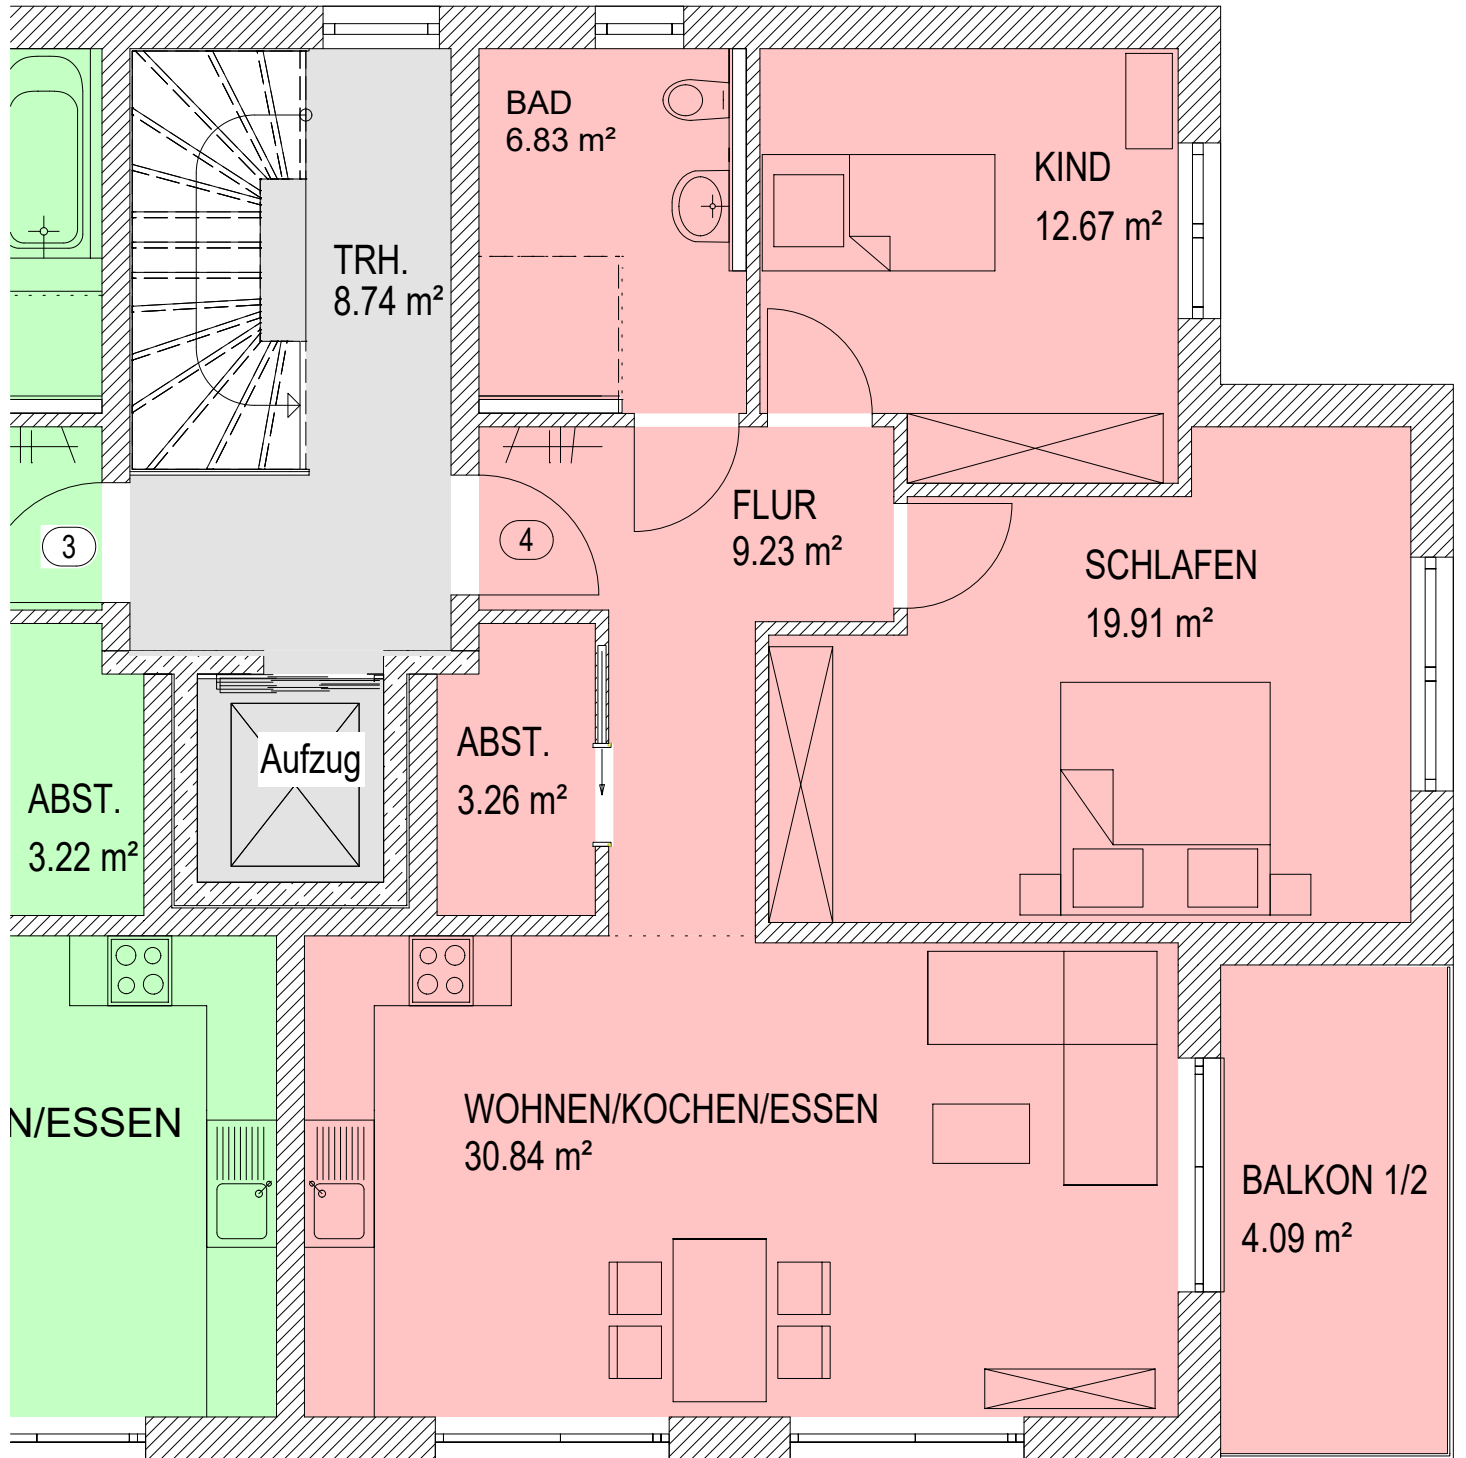 BAD
6.83 m²
KIND
12.67 m²
TRH.
8.74 m²
FLUR
9.23 m²
3
4
SCHLAFEN
19.91 m²
Aufzug
ABST.
3.26 m²
ABST.
3.22 m²
N/ESSEN
WOHNEN/KOCHEN/ESSEN
30.84 m²
BALKON 1/2
4.09 m²